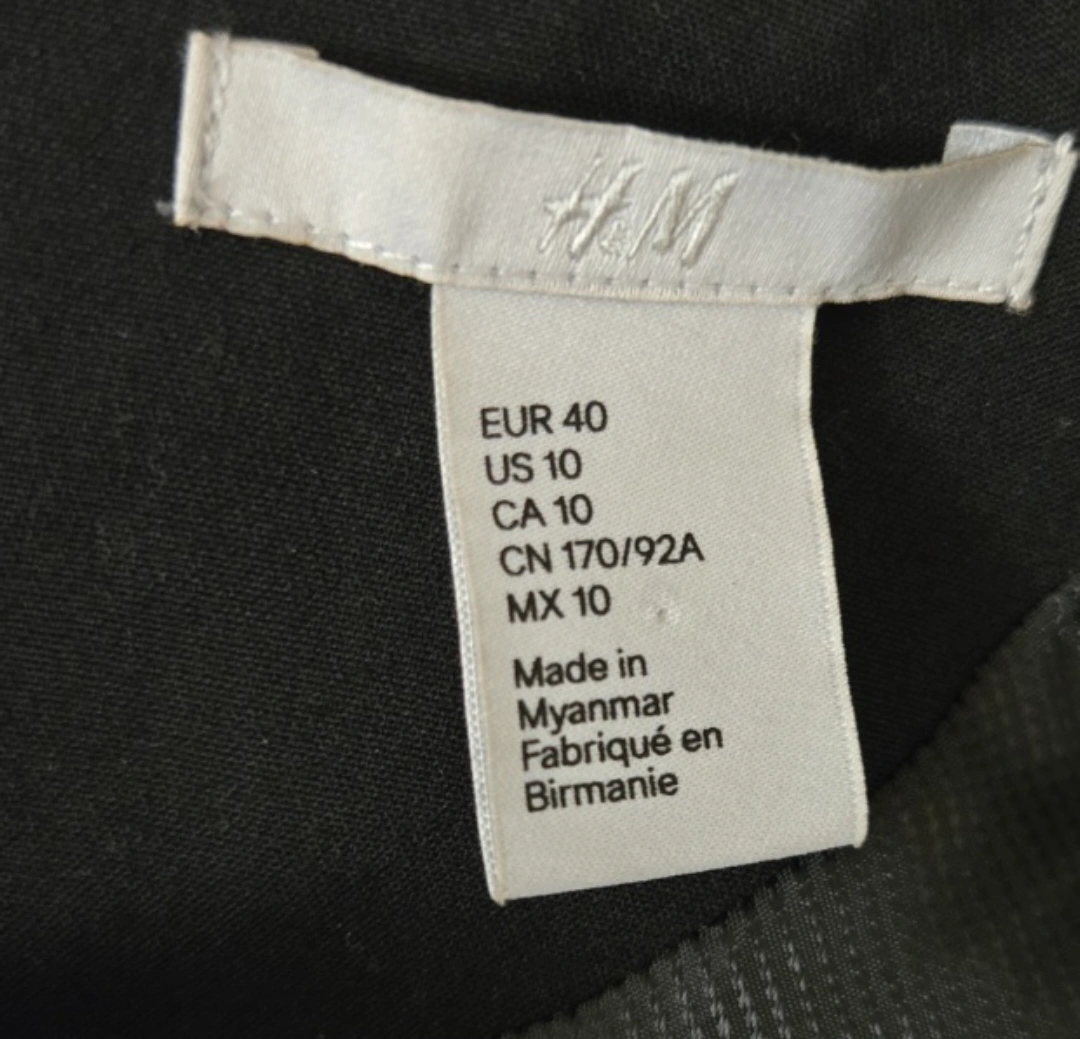 H&M
EUR 40
US 10
CA 10
CN 170/92A
MX 10
Made in
Myanmar
Fabriqué en
Birmanie